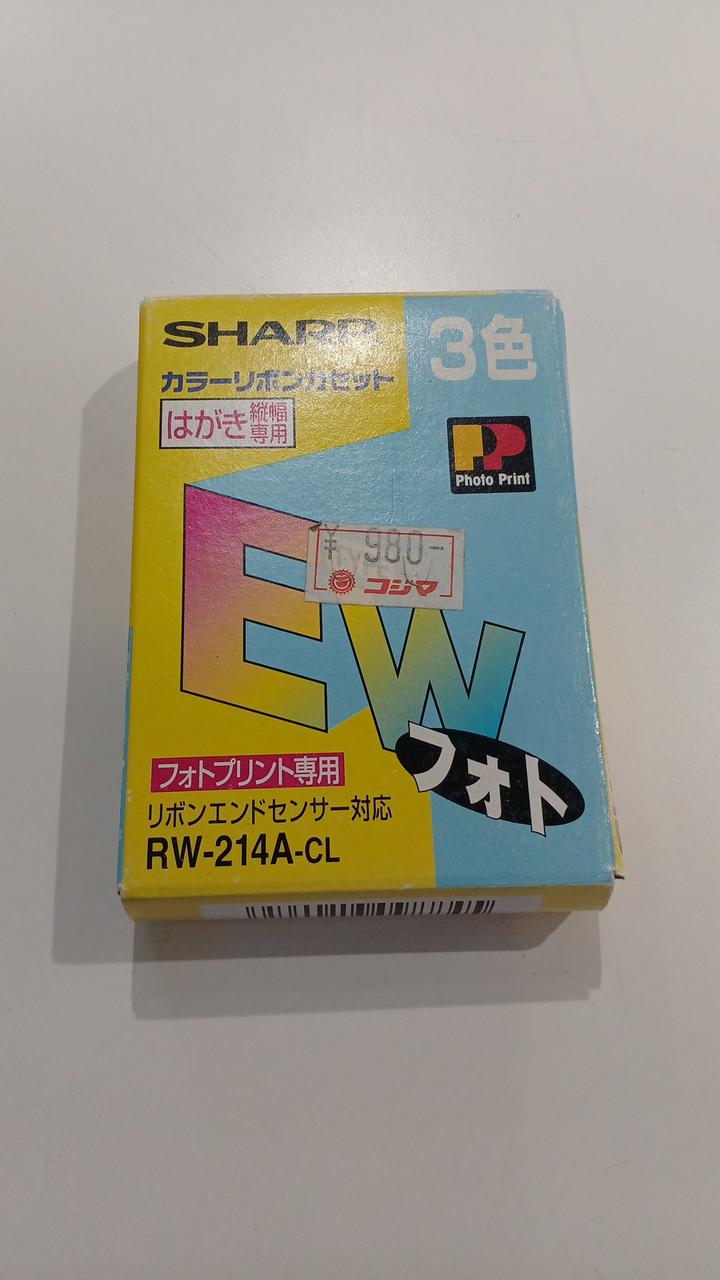 SHARP
3色
カラーリボンカセット
はがき 縦幅専用
PP
Photo Print
EW
¥ 980-
コジマ
フォト
フォトプリント専用
リボンエンドセンサー対応
RW-214A-CL